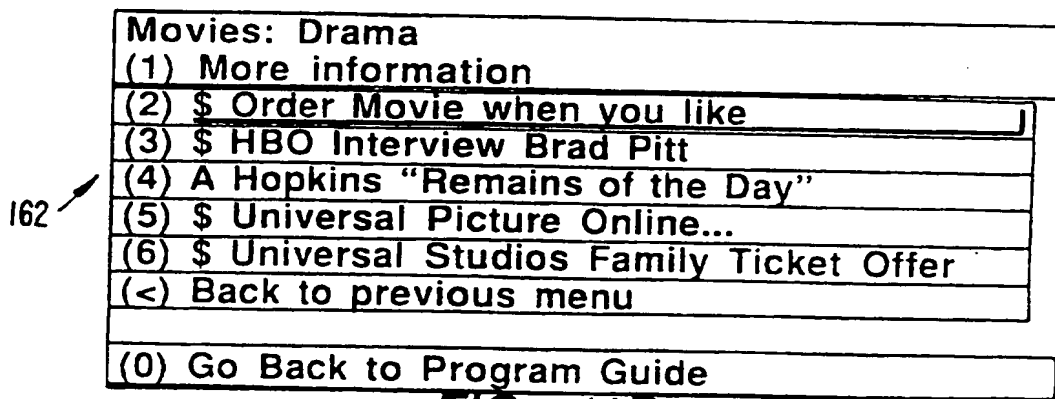 Movies: Drama
(1) More information
(2) $ Order Movie when you like
(3) $ HBO Interview Brad Pitt
(4) A Hopkins “Remains of the Day”
162
(5) $ Universal Picture Online...
(6) $ Universal Studios Family Ticket Offer
(<) Back to previous menu
(0) Go Back to Program Guide